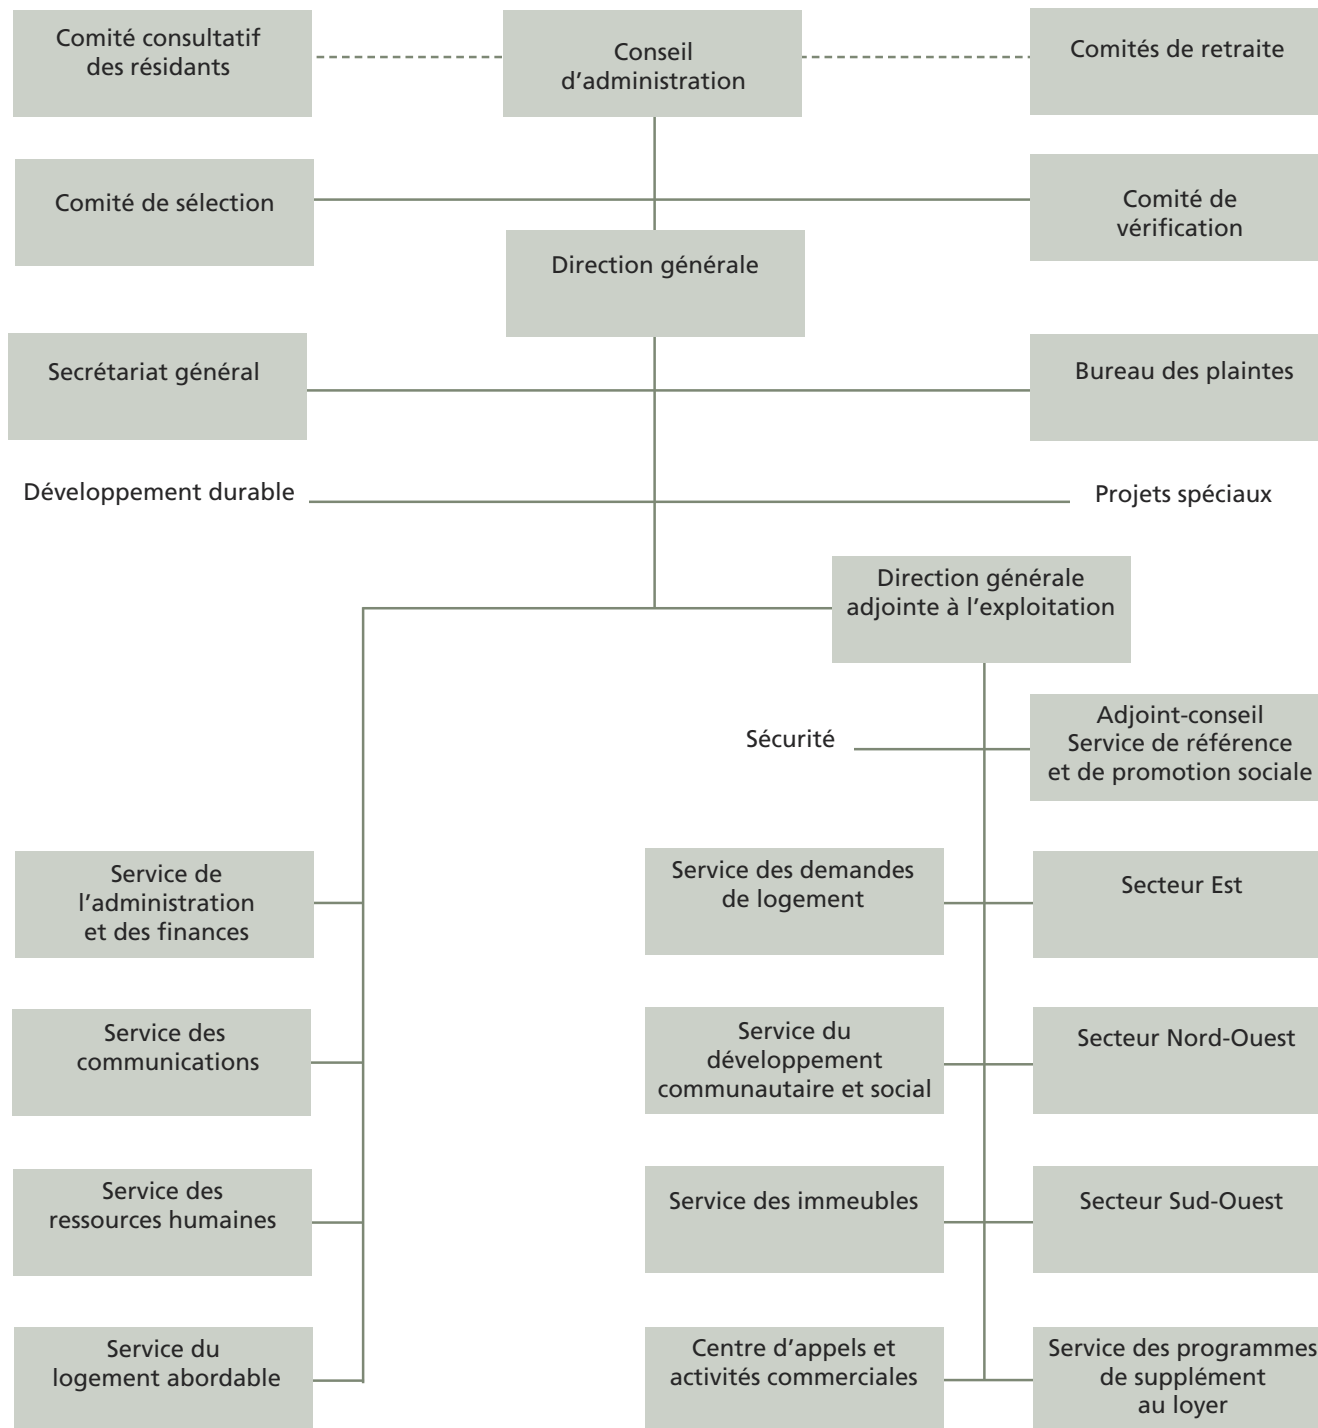 Comité consultatif
des résidants
Conseil
d'administration
Comités de retraite
Comité de sélection
Comité de
vérification
Direction générale
Secrétariat général
Bureau des plaintes
Développement durable
Projets spéciaux
Direction générale
adjointe à l'exploitation
Sécurité
Adjoint-conseil
Service de référence
et de promotion sociale
Service de
l'administration
et des finances
Service des demandes
de logement
Secteur Est
Service des
communications
Service du
développement
communautaire et social
Secteur Nord-Ouest
Service des
ressources humaines
Service des immeubles
Secteur Sud-Ouest
Service du
logement abordable
Centre d'appels et
activités commerciales
Service des programmes
de supplément
au loyer